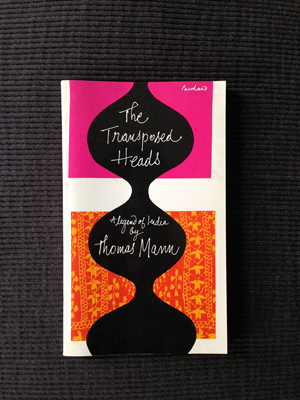 The
Transposed
Heads
A legend of India
by
Thomas Mann